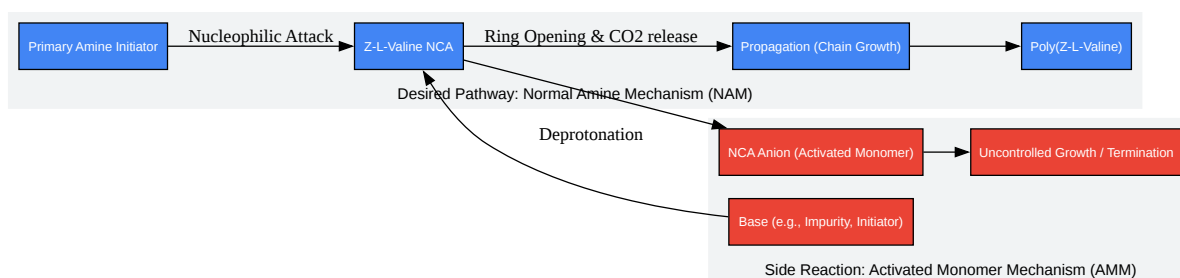 Primary Amine Initiator
Nucleophilic Attack
Z-L-Valine NCA
Ring Opening & CO2 release
Propagation (Chain Growth)
Poly(Z-L-Valine)
Desired Pathway: Normal Amine Mechanism (NAM)
Deprotonation
NCA Anion (Activated Monomer)
Uncontrolled Growth / Termination
Base (e.g., Impurity, Initiator)
Side Reaction: Activated Monomer Mechanism (AMM)